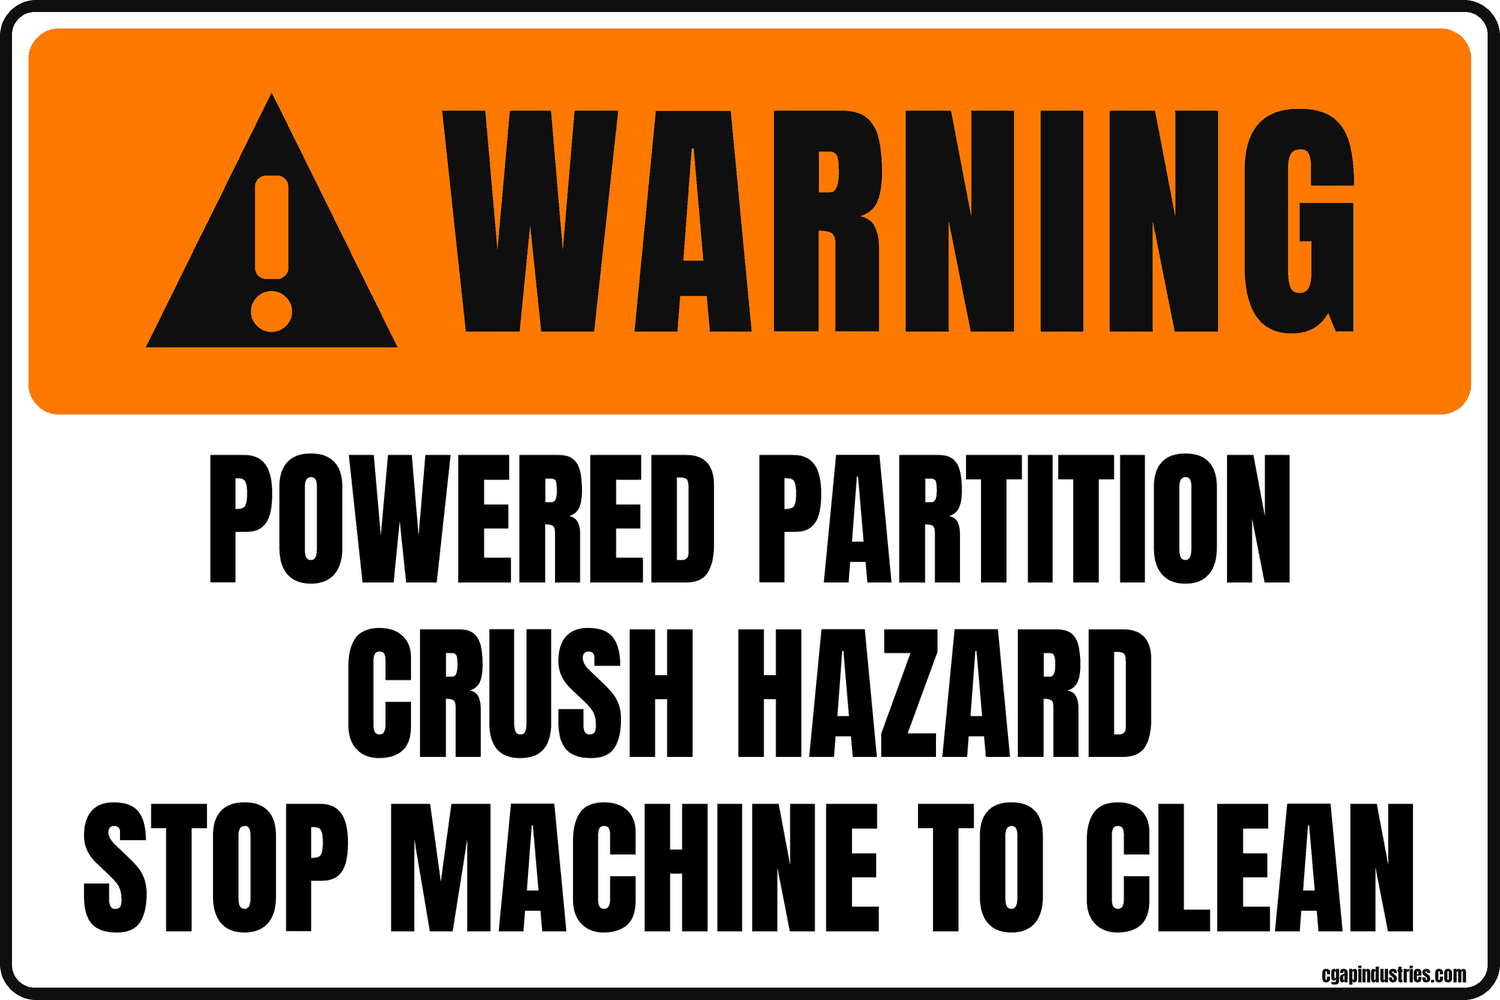 WARNING
POWERED PARTITION
CRUSH HAZARD
STOP MACHINE TO CLEAN
cgapindustries.com